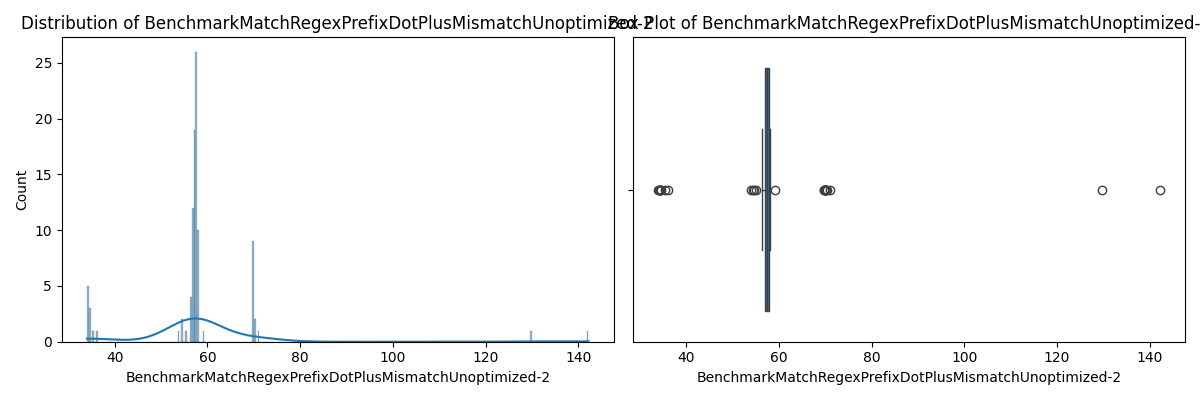 Distribution of BenchmarkMatchRegexPrefixDotPlusMismatchUnoptimized-2
Box Plot of BenchmarkMatchRegexPrefixDotPlusMismatchUnoptimized-
Count
25
20
15
10
5
0
40 60 80 100 120 140
BenchmarkMatchRegexPrefixDotPlusMismatchUnoptimized-2
40 60 80 100 120 140
BenchmarkMatchRegexPrefixDotPlusMismatchUnoptimized-2